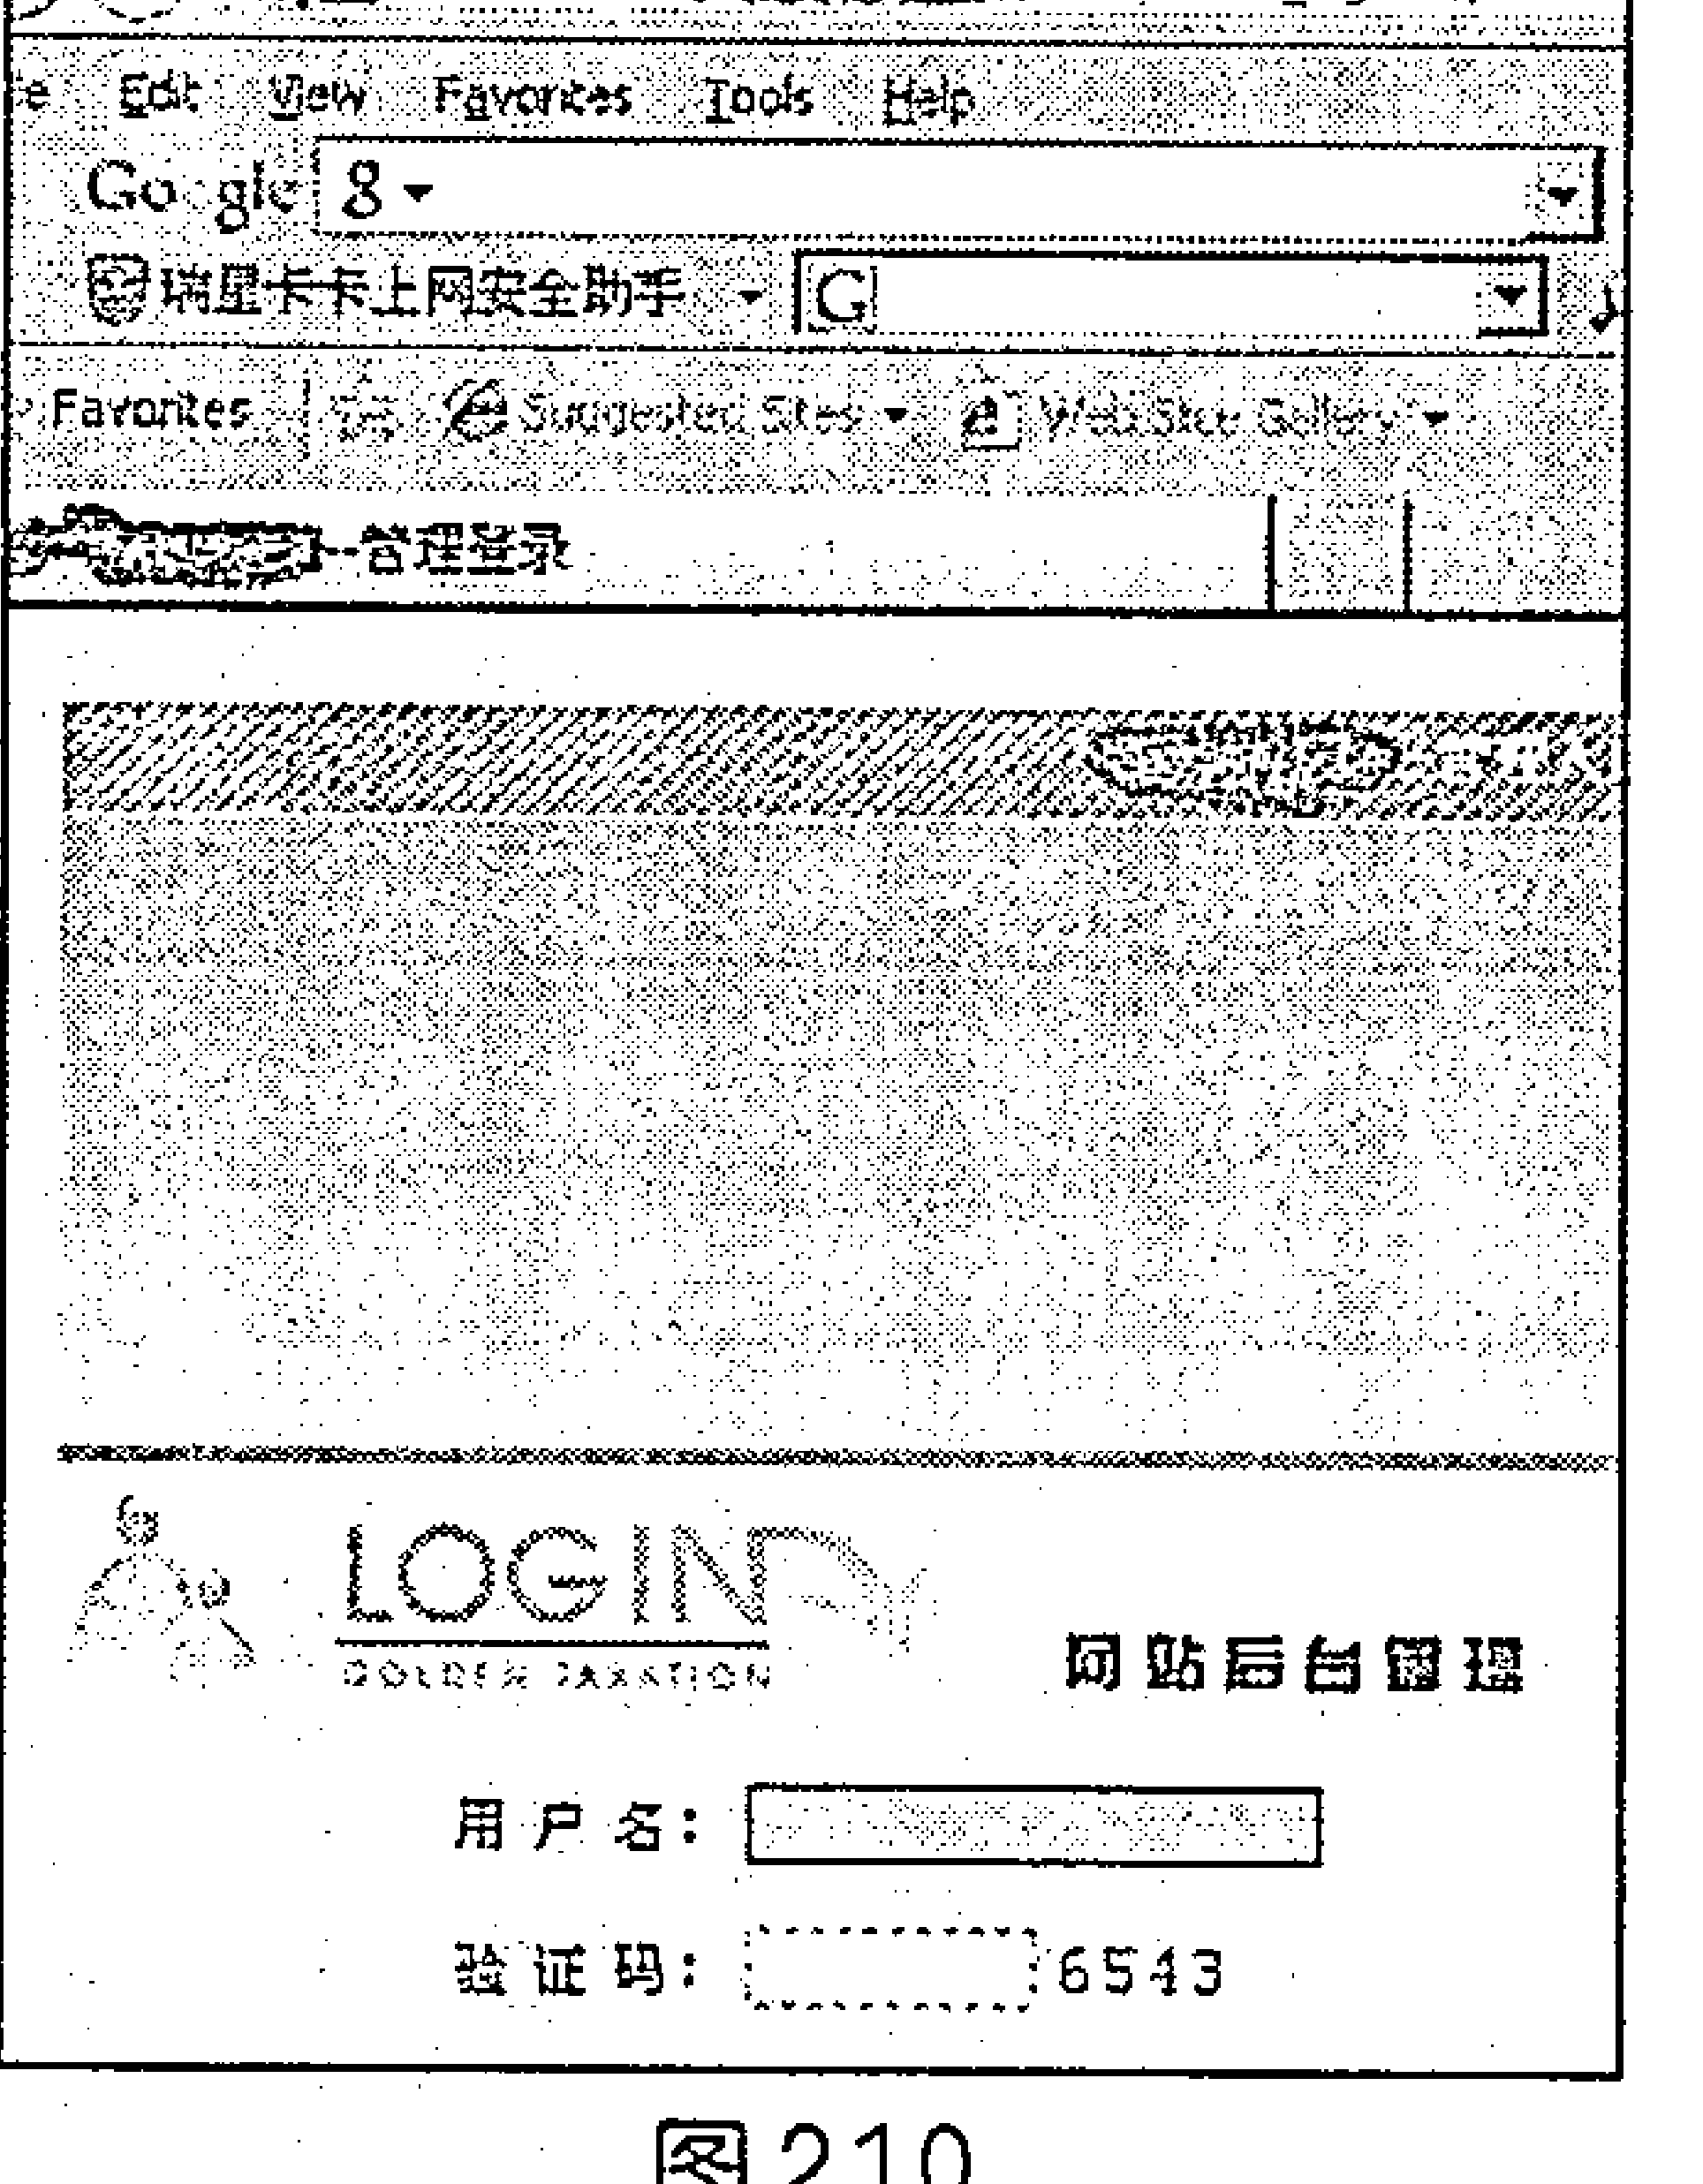 Edit View Favorites Tools Help
Google 8
瑞星卡卡上网安全助手 G
Favorites Suggested Sites Web Slice Gallery
--管理登录
LOGIN
GOLDEN TAXATION
网站后台管理
用户名:
验证码: 6543
图210